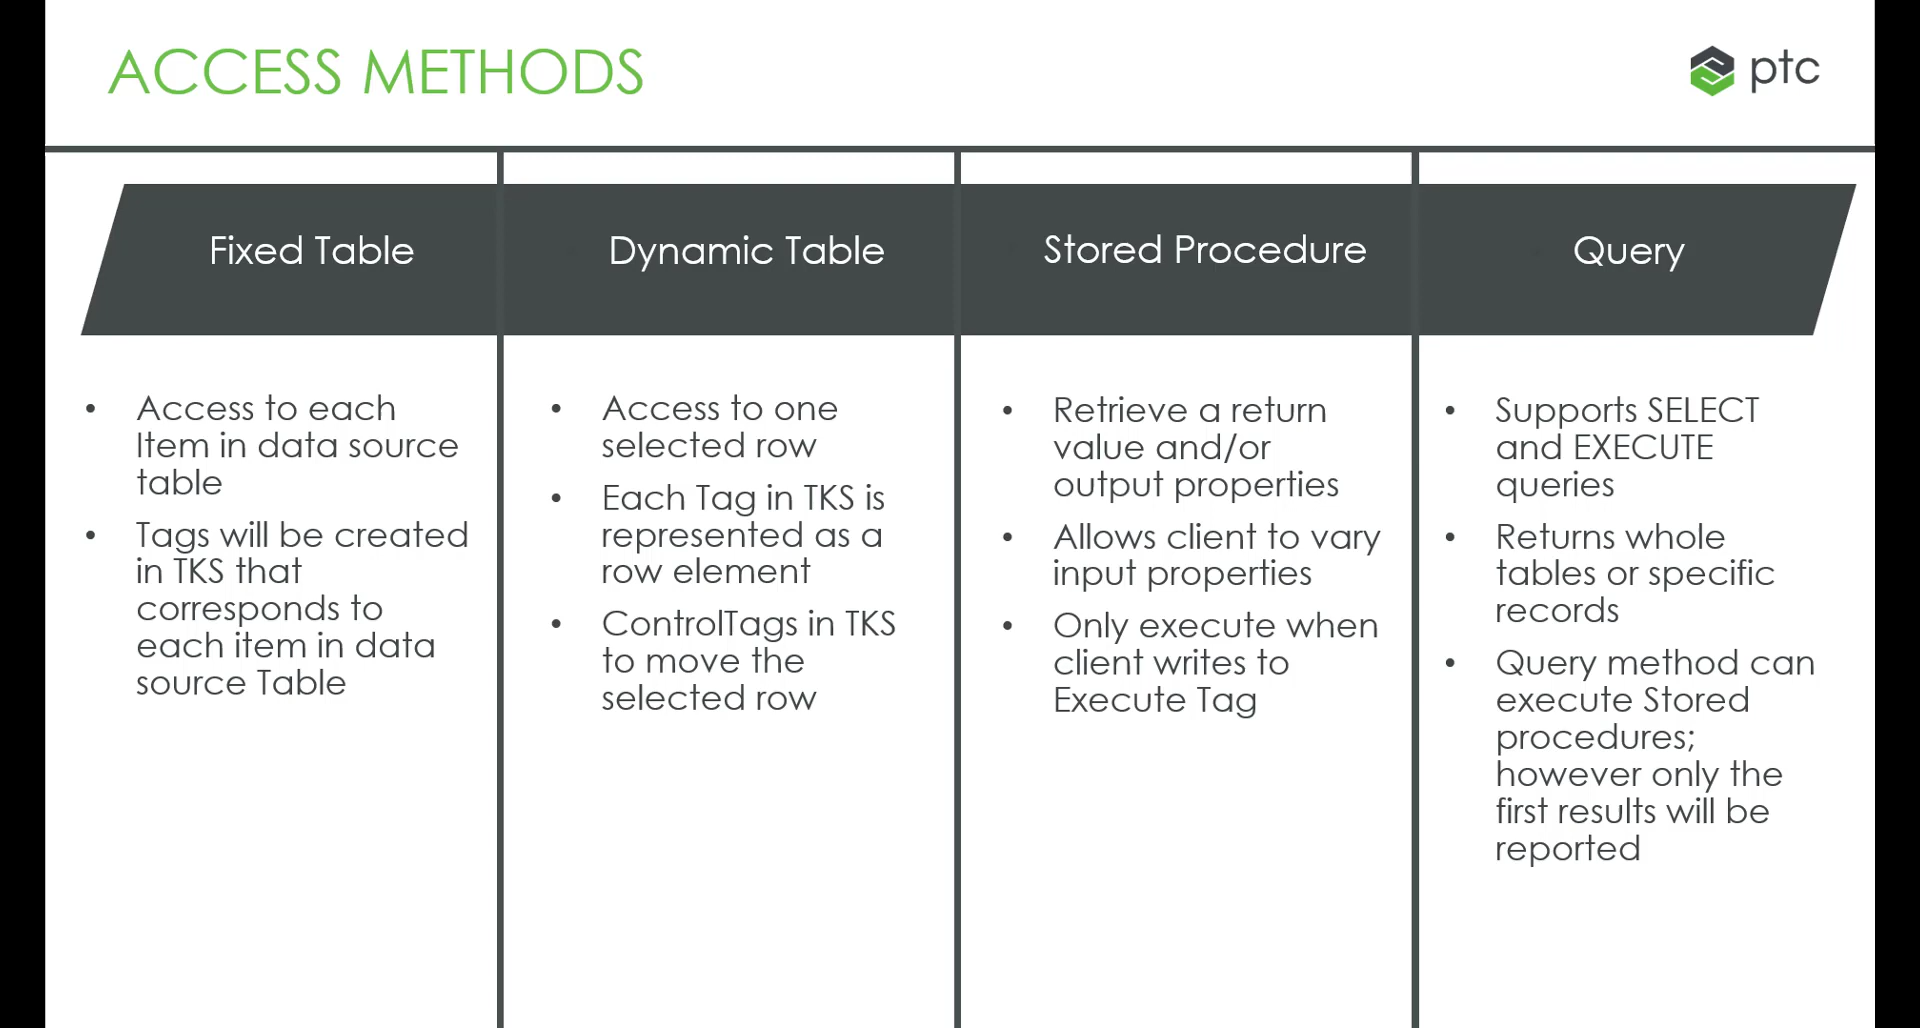 ACCESS METHODS
ptc
Fixed Table
Dynamic Table
Stored Procedure
Query
• Access to each
Item in data source
table
• Tags will be created
in TKS that
corresponds to
each item in data
source Table
• Access to one
selected row
• Each Tag in TKS is
represented as a
row element
• ControlTags in TKS
to move the
selected row
• Retrieve a return
value and/or
output properties
• Allows client to vary
input properties
• Only execute when
client writes to
Execute Tag
• Supports SELECT
and EXECUTE
queries
• Returns whole
tables or specific
records
• Query method can
execute Stored
procedures;
however only the
first results will be
reported